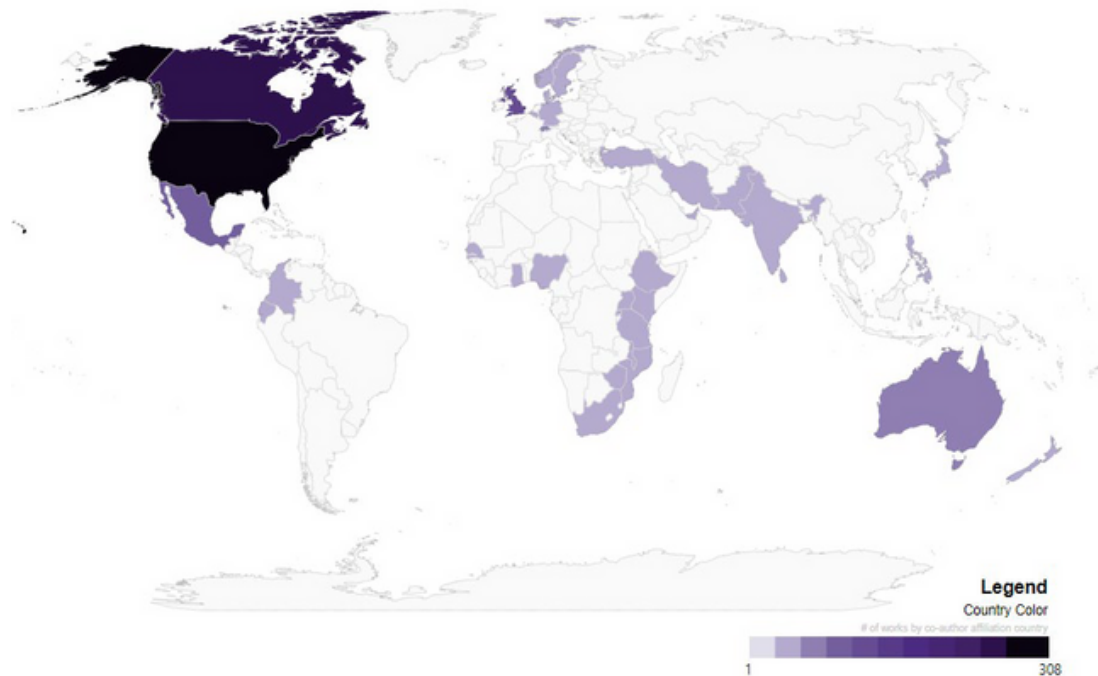 Legend
Country Color
# of works by co-author affiliation country
1
308